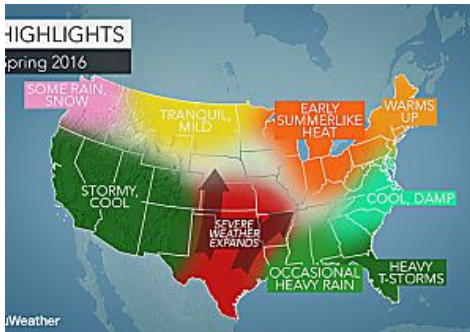 HIGHLIGHTS
Spring 2016
SOME RAIN,
SNOW
TRANQUIL,
MILD
EARLY
SUMMERLIKE
HEAT
WARMS
UP
STORMY,
COOL
COOL, DAMP
SEVERE
WEATHER
EXPANDS
OCCASIONAL
HEAVY RAIN
HEAVY
T-STORMS
uWeather